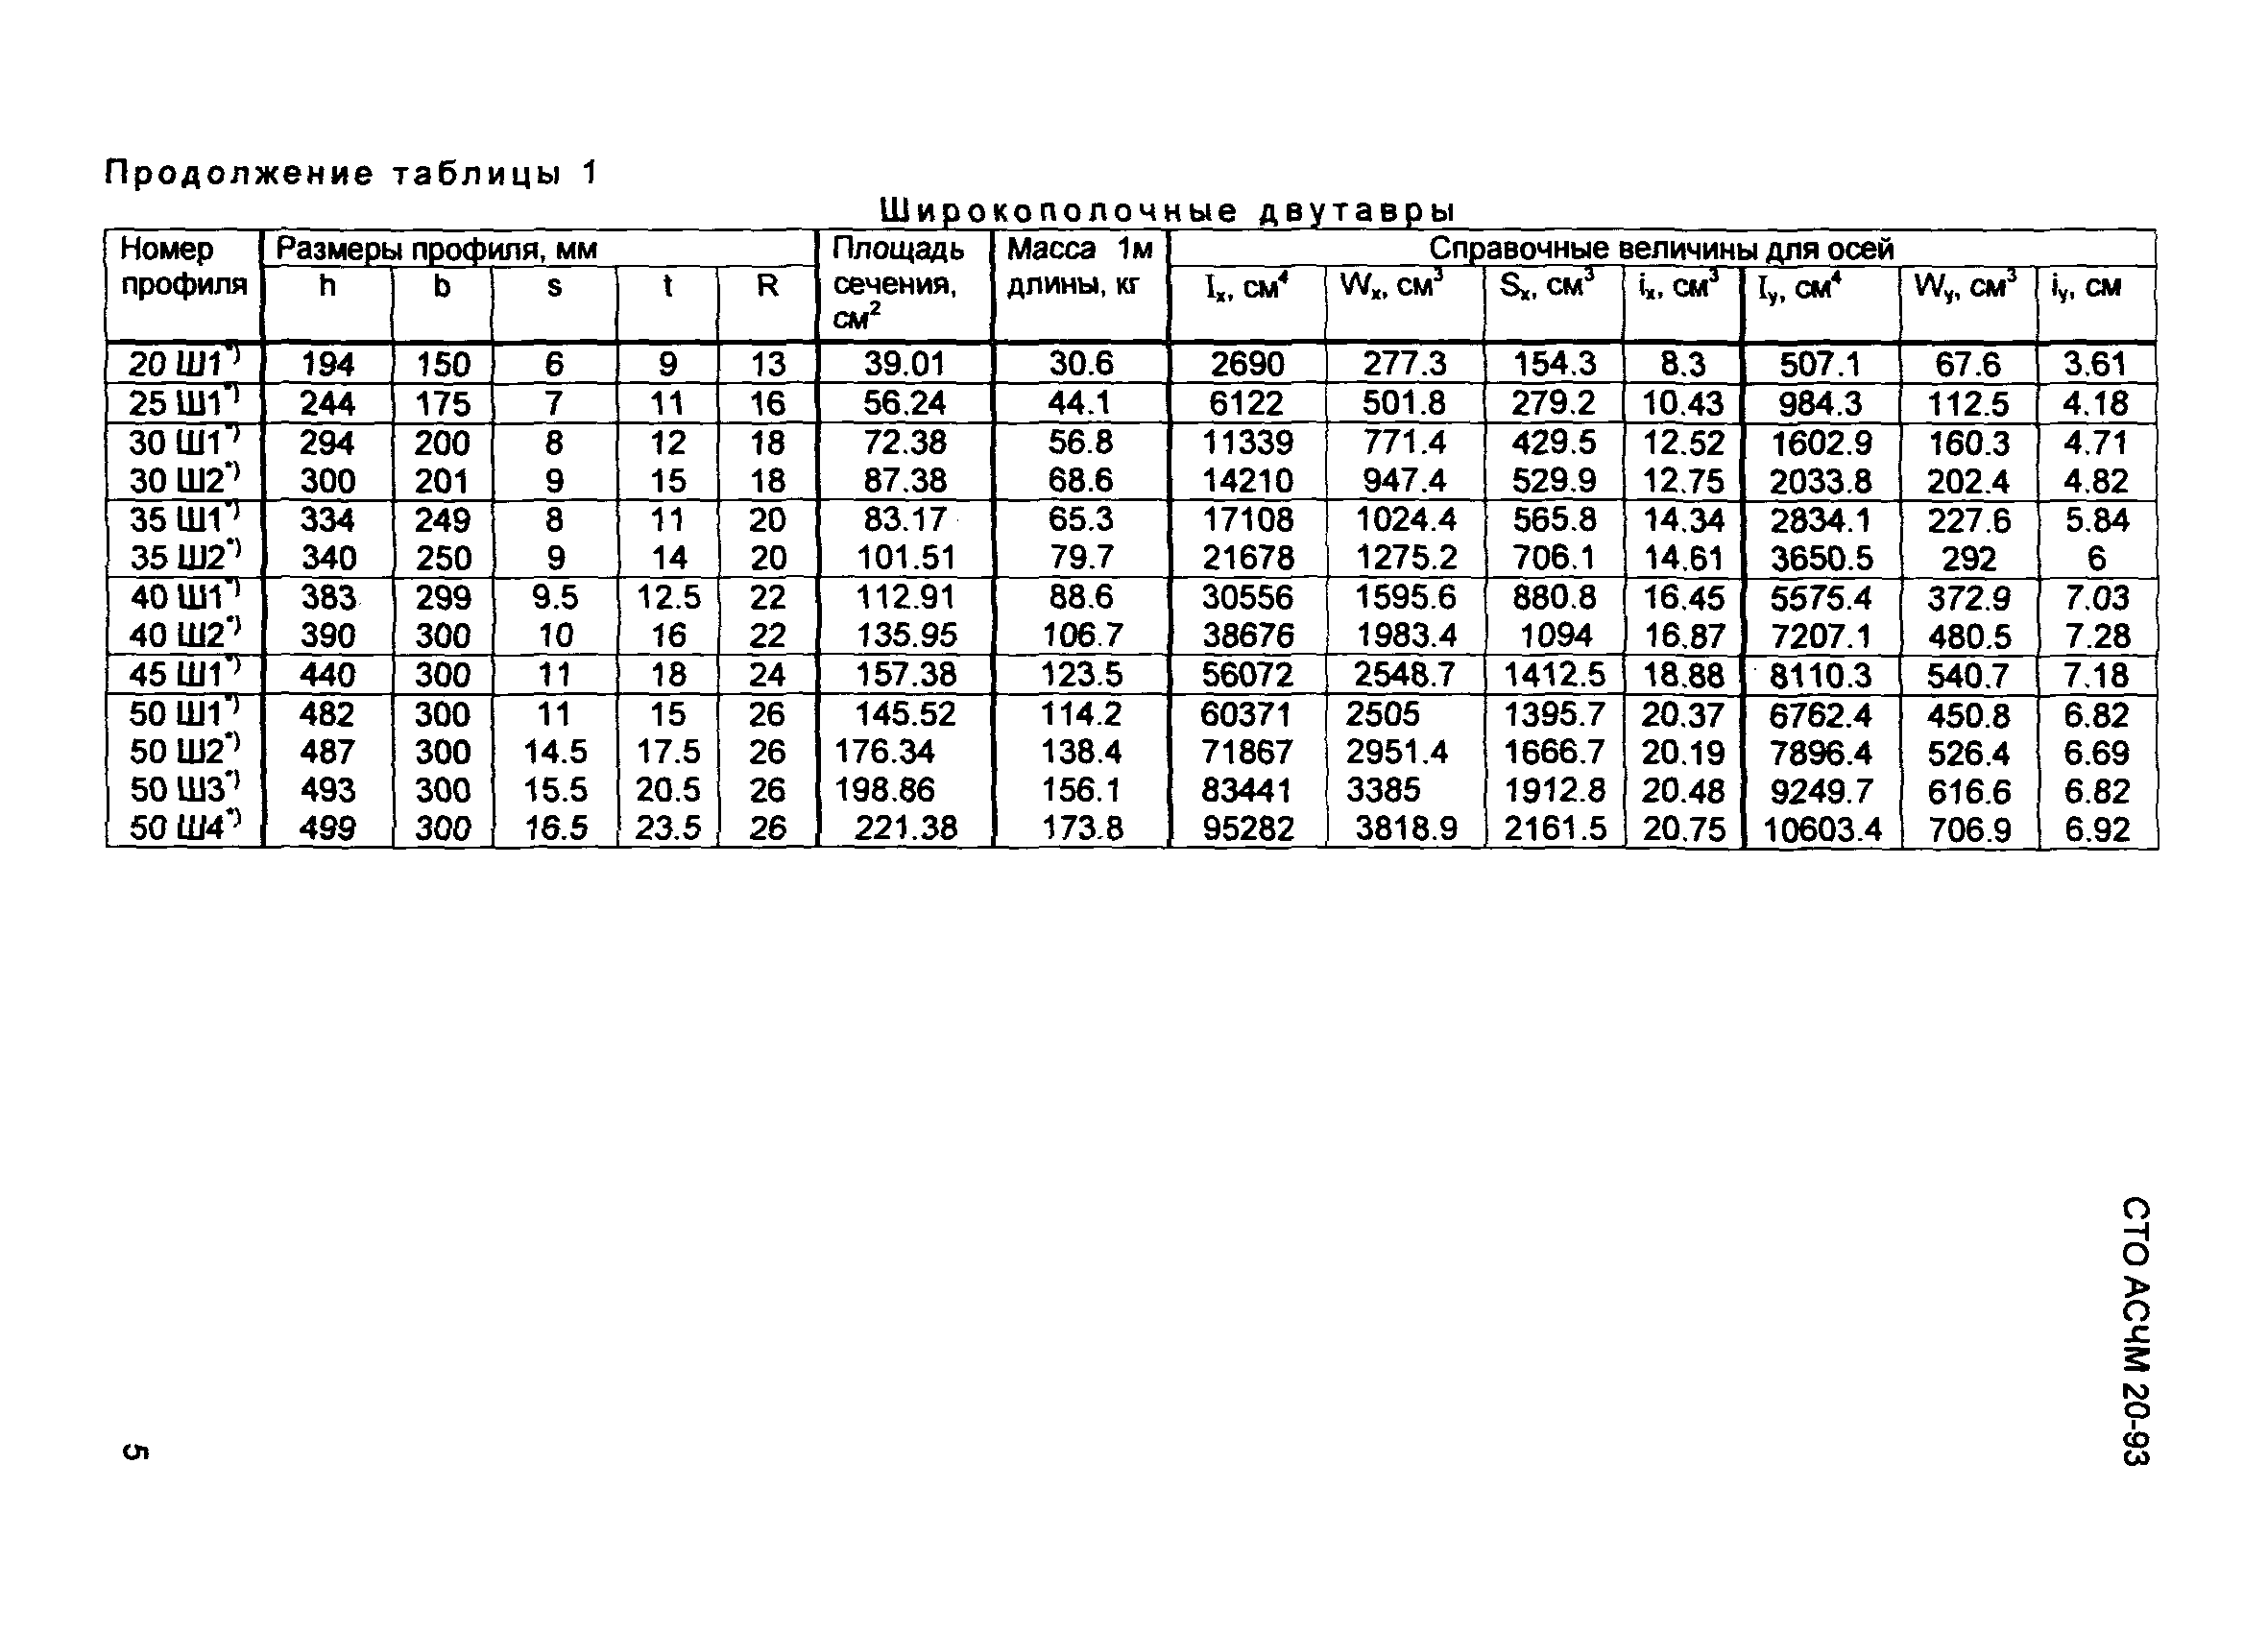 Продолжение таблицы 1
Широкополочные двутавры
Номер профиля | Размеры профиля, мм | Площадь сечения, см² | Масса 1м длины, кг | Справочные величины для осей
h | b | s | t | R | Iₓ, см⁴ | Wₓ, см³ | Sₓ, см³ | iₓ, см³ | Iᵧ, см⁴ | Wᵧ, см³ | iᵧ, см
20 Ш1*) 194 150 6 9 13 39.01 30.6 2690 277.3 154.3 8.3 507.1 67.6 3.61
25 Ш1*) 244 175 7 11 16 56.24 44.1 6122 501.8 279.2 10.43 984.3 112.5 4.18
30 Ш1*) 294 200 8 12 18 72.38 56.8 11339 771.4 429.5 12.52 1602.9 160.3 4.71
30 Ш2*) 300 201 9 15 18 87.38 68.6 14210 947.4 529.9 12.75 2033.8 202.4 4.82
35 Ш1*) 334 249 8 11 20 83.17 65.3 17108 1024.4 565.8 14.34 2834.1 227.6 5.84
35 Ш2*) 340 250 9 14 20 101.51 79.7 21678 1275.2 706.1 14.61 3650.5 292 6
40 Ш1*) 383 299 9.5 12.5 22 112.91 88.6 30556 1595.6 880.8 16.45 5575.4 372.9 7.03
40 Ш2*) 390 300 10 16 22 135.95 106.7 38676 1983.4 1094 16.87 7207.1 480.5 7.28
45 Ш1*) 440 300 11 18 24 157.38 123.5 56072 2548.7 1412.5 18.88 8110.3 540.7 7.18
50 Ш1*) 482 300 11 15 26 145.52 114.2 60371 2505 1395.7 20.37 6762.4 450.8 6.82
50 Ш2*) 487 300 14.5 17.5 26 176.34 138.4 71867 2951.4 1666.7 20.19 7896.4 526.4 6.69
50 Ш3*) 493 300 15.5 20.5 26 198.86 156.1 83441 3385 1912.8 20.48 9249.7 616.6 6.82
50 Ш4*) 499 300 16.5 23.5 26 221.38 173.8 95282 3818.9 2161.5 20.75 10603.4 706.9 6.92
СТО АСЧМ 20-93
5